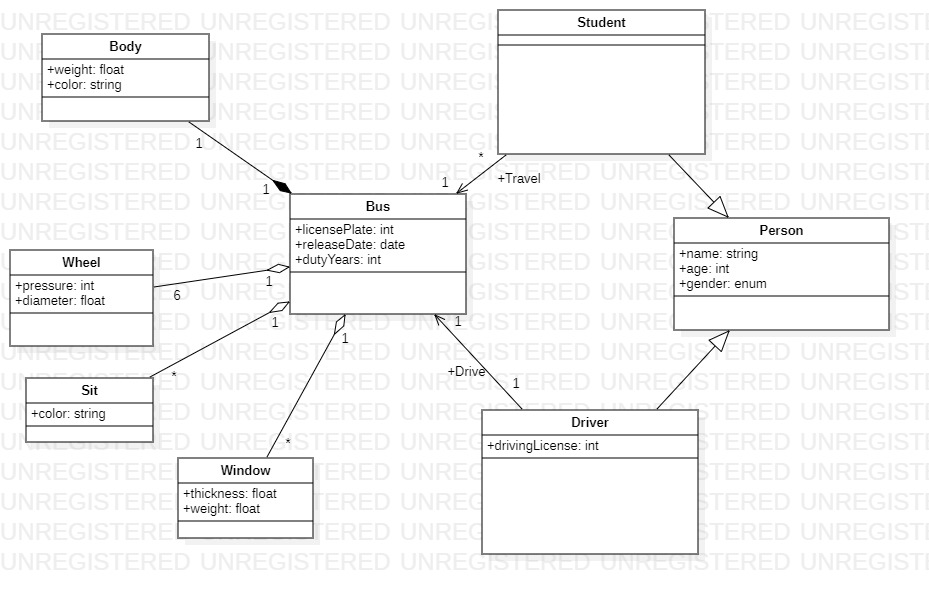 Body
+weight: float
+color: string
1
1
Student
*
1
+Travel
Bus
+licensePlate: int
+releaseDate: date
+dutyYears: int
Person
+name: string
+age: int
+gender: enum
Wheel
+pressure: int
+diameter: float
6
1
1
*
Sit
+color: string
1
*
Window
+thickness: float
+weight: float
1
+Drive
1
Driver
+drivingLicense: int
UNREGISTERED UNREGISTERED UNREGISTERED UNREGISTERED UNREGISTI